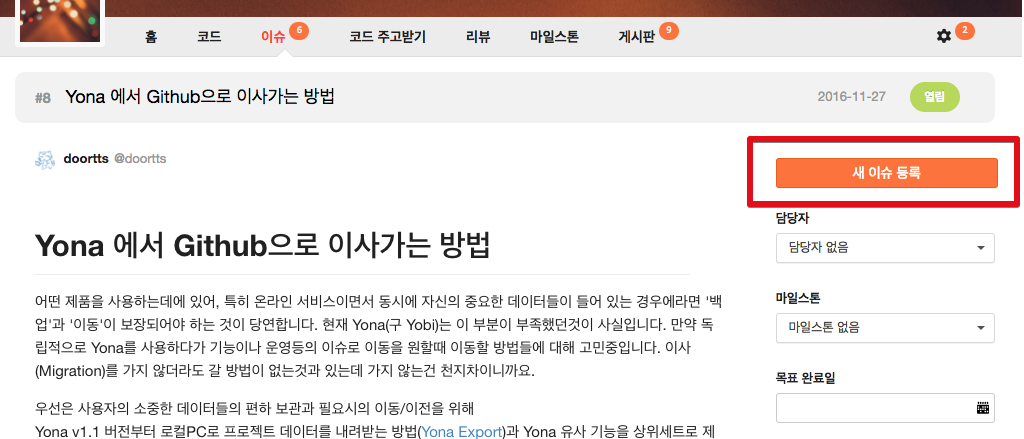 홈 코드 이슈 6 코드 주고받기 리뷰 마일스톤 게시판 9 2
#8 Yona 에서 Github으로 이사가는 방법 2016-11-27 열림
doortts @doortts
새 이슈 등록
담당자
담당자 없음
마일스톤
마일스톤 없음
목표 완료일
Yona 에서 Github으로 이사가는 방법
어떤 제품을 사용하는데에 있어, 특히 온라인 서비스이면서 동시에 자신의 중요한 데이터들이 들어 있는 경우에라면 '백
업'과 '이동'이 보장되어야 하는 것이 당연합니다. 현재 Yona(구 Yobi)는 이 부분이 부족했던것이 사실입니다. 만약 독
립적으로 Yona를 사용하다가 기능이나 운영등의 이슈로 이동을 원할때 이동할 방법들에 대해 고민중입니다. 이사
(Migration)를 가지 않더라도 갈 방법이 없는것과 있는데 가지 않는건 천지차이니까요.
우선은 사용자의 소중한 데이터들의 편하 보관과 필요시의 이동/이전을 위해
Yona v1.1 버전부터 로컬PC로 프로젝트 데이터를 내려받는 방법(Yona Export)과 Yona 유사 기능을 상위세트로 제